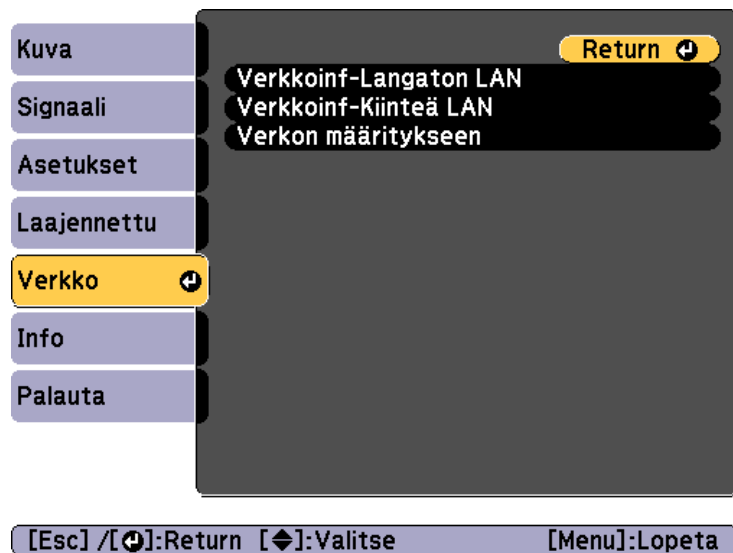 Kuva
Signaali
Asetukset
Laajennettu
Verkko
Info
Palauta
Return
Verkkoinf-Langaton LAN
Verkkoinf-Kiinteä LAN
Verkon määritykseen
[Esc] /[⏎]:Return [◆]:Valitse [Menu]:Lopeta